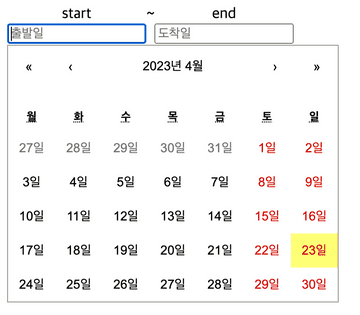 start ~ end
출발일 도착일
« ‹ 2023년 4월 › »
월 화 수 목 금 토 일
27일 28일 29일 30일 31일 1일 2일
3일 4일 5일 6일 7일 8일 9일
10일 11일 12일 13일 14일 15일 16일
17일 18일 19일 20일 21일 22일 23일
24일 25일 26일 27일 28일 29일 30일